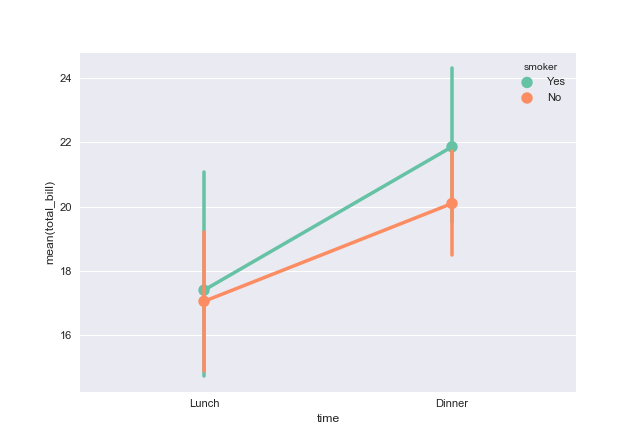 smoker
Yes
No
24
22
20
18
16
mean(total_bill)
Lunch
Dinner
time